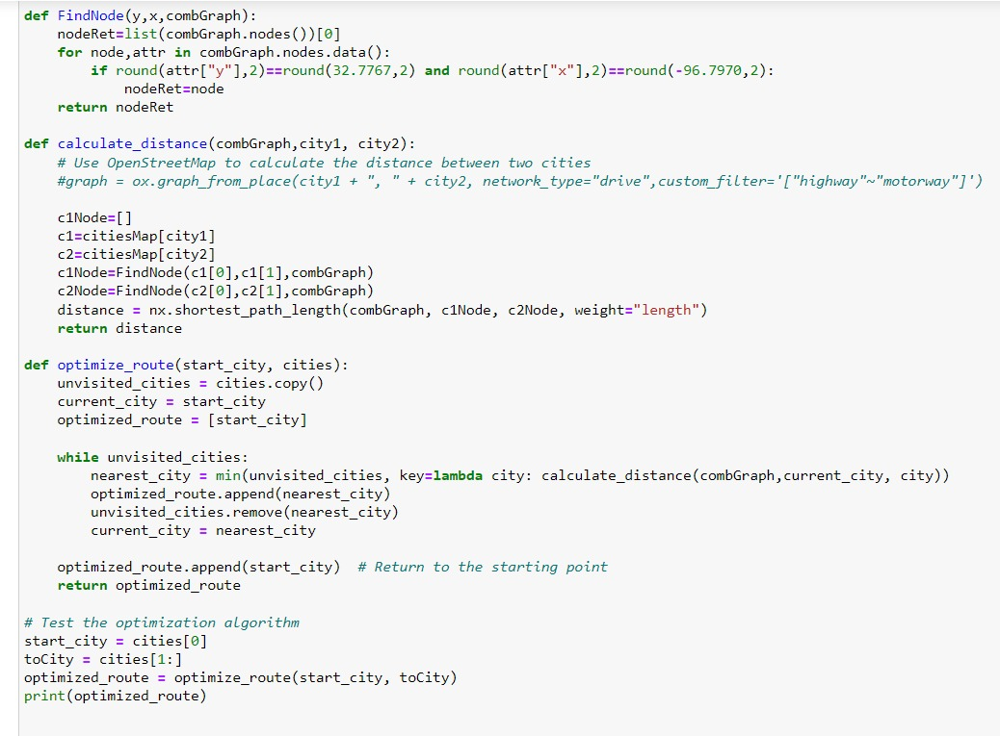 def FindNode(y,x,combGraph):
    nodeRet=list(combGraph.nodes())[0]
    for node,attr in combGraph.nodes.data():
        if round(attr["y"],2)==round(32.7767,2) and round(attr["x"],2)==round(-96.7970,2):
            nodeRet=node
    return nodeRet

def calculate_distance(combGraph,city1, city2):
    # Use OpenStreetMap to calculate the distance between two cities
    #graph = ox.graph_from_place(city1 + ", " + city2, network_type="drive",custom_filter='["highway"~"motorway"]')

    c1Node=[]
    c1=citiesMap[city1]
    c2=citiesMap[city2]
    c1Node=FindNode(c1[0],c1[1],combGraph)
    c2Node=FindNode(c2[0],c2[1],combGraph)
    distance = nx.shortest_path_length(combGraph, c1Node, c2Node, weight="length")
    return distance

def optimize_route(start_city, cities):
    unvisited_cities = cities.copy()
    current_city = start_city
    optimized_route = [start_city]

    while unvisited_cities:
        nearest_city = min(unvisited_cities, key=lambda city: calculate_distance(combGraph,current_city, city))
        optimized_route.append(nearest_city)
        unvisited_cities.remove(nearest_city)
        current_city = nearest_city

    optimized_route.append(start_city)  # Return to the starting point
    return optimized_route

# Test the optimization algorithm
start_city = cities[0]
toCity = cities[1:]
optimized_route = optimize_route(start_city, toCity)
print(optimized_route)